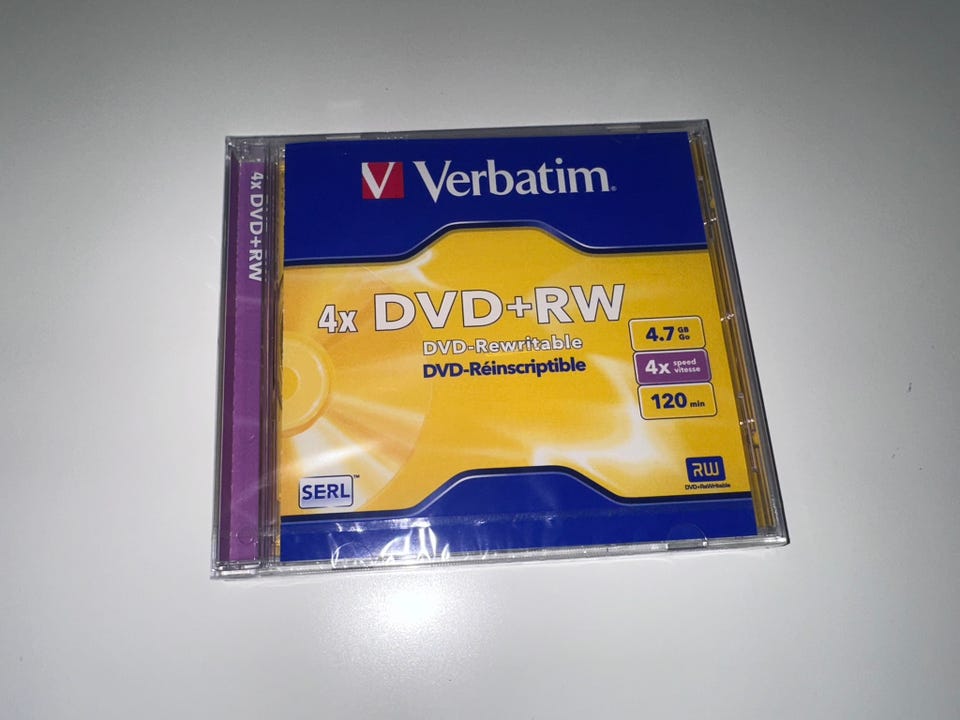 4x DVD+RW
V Verbatim.
4x DVD+RW
DVD-Rewritable
DVD-Réinscriptible
4.7 GB Go
4x speed vitesse
120 min
SERL™
RW
DVD+ReWritable